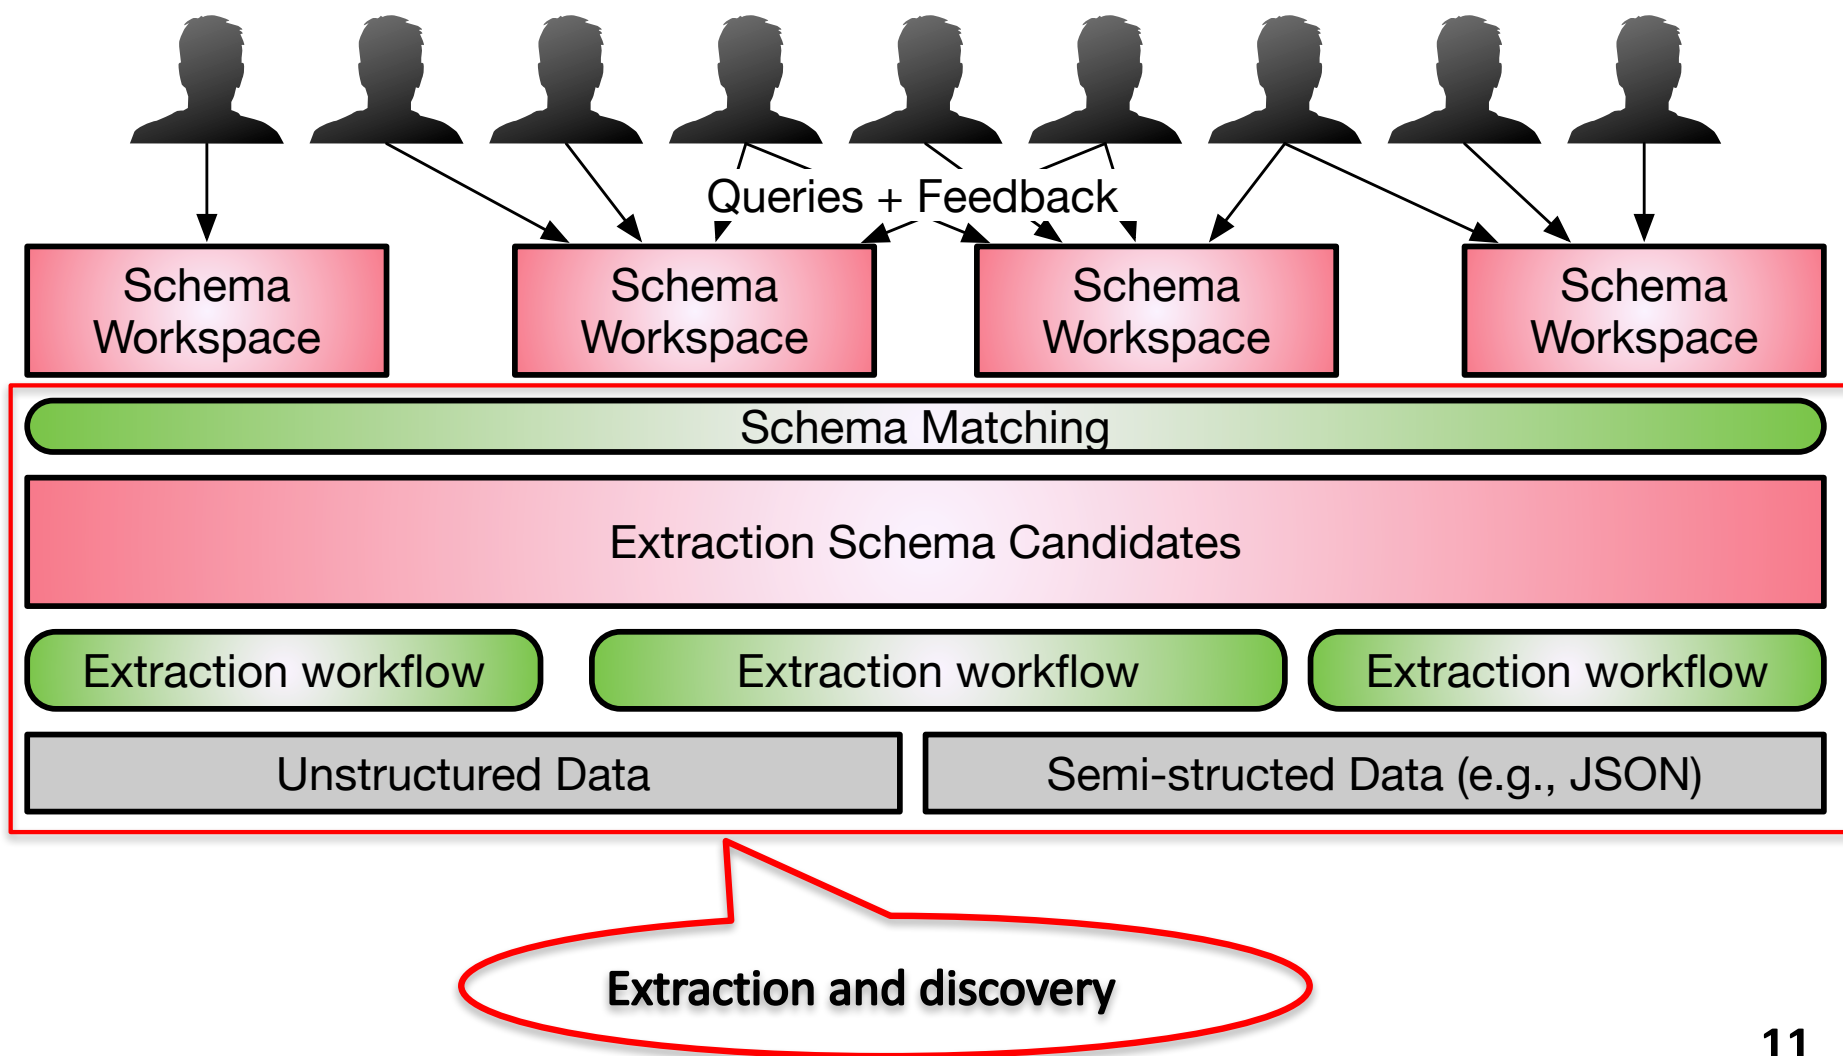 Queries + Feedback
Schema
Workspace
Schema
Workspace
Schema
Workspace
Schema
Workspace
Schema Matching
Extraction Schema Candidates
Extraction workflow
Extraction workflow
Extraction workflow
Unstructured Data
Semi-structed Data (e.g., JSON)
Extraction and discovery
11